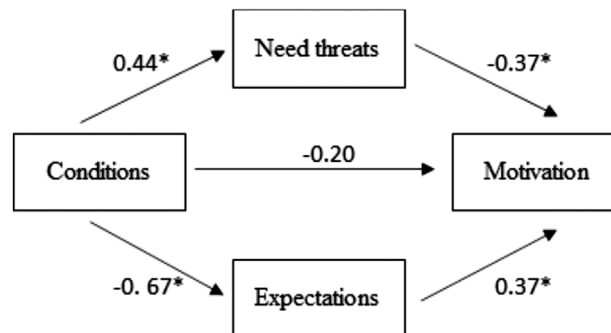 Need threats
0.44*
-0.37*
Conditions
-0.20
Motivation
-0. 67*
Expectations
0.37*